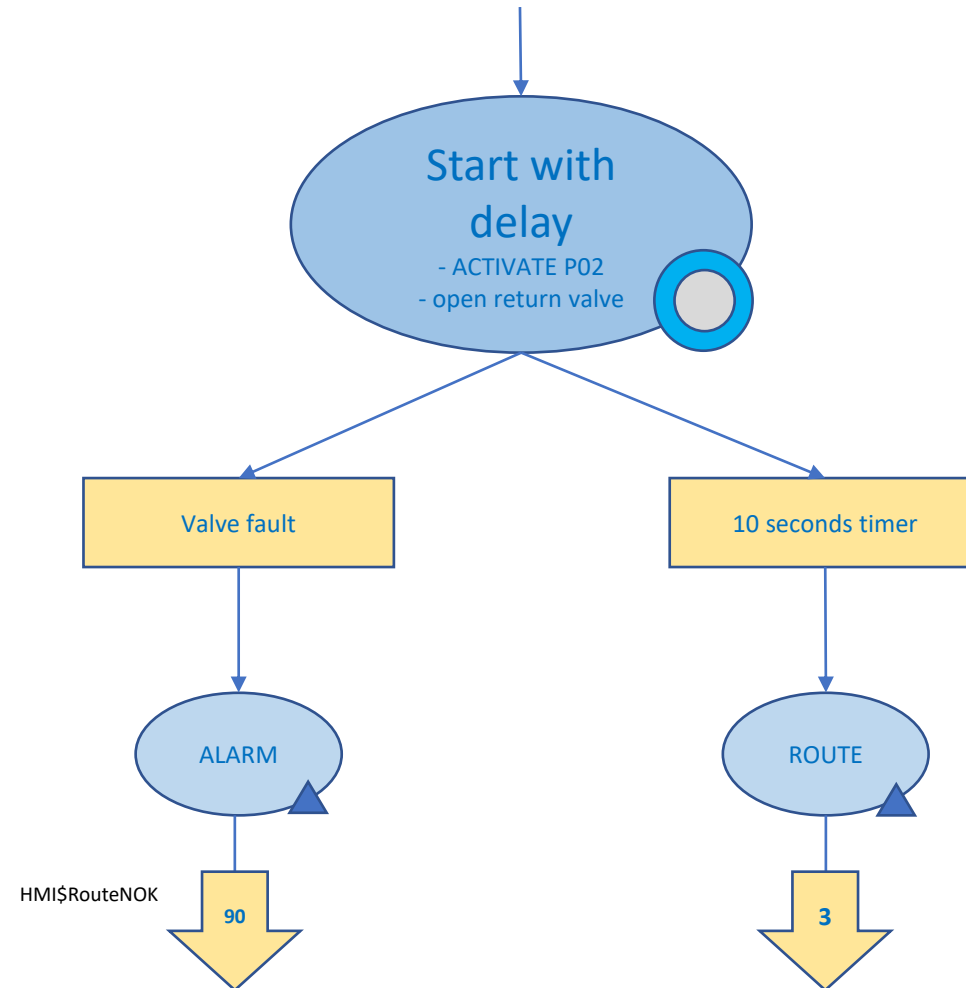 Start with
delay
- ACTIVATE P02
- open return valve
Valve fault
10 seconds timer
ALARM
ROUTE
HMI$RouteNOK
90
3